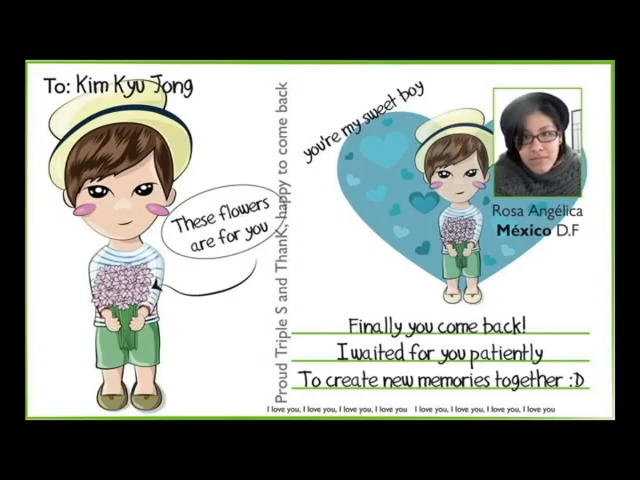 To: Kim Kyu Jong
These flowers
are for you
Proud Triple S and ThanK, happy to come back
you're my sweet boy
Rosa Angélica
México D.F
Finally you come back!
I waited for you patiently
To create new memories together :D
I love you, I love you, I love you, I love you I love you, I love you, I love you, I love you